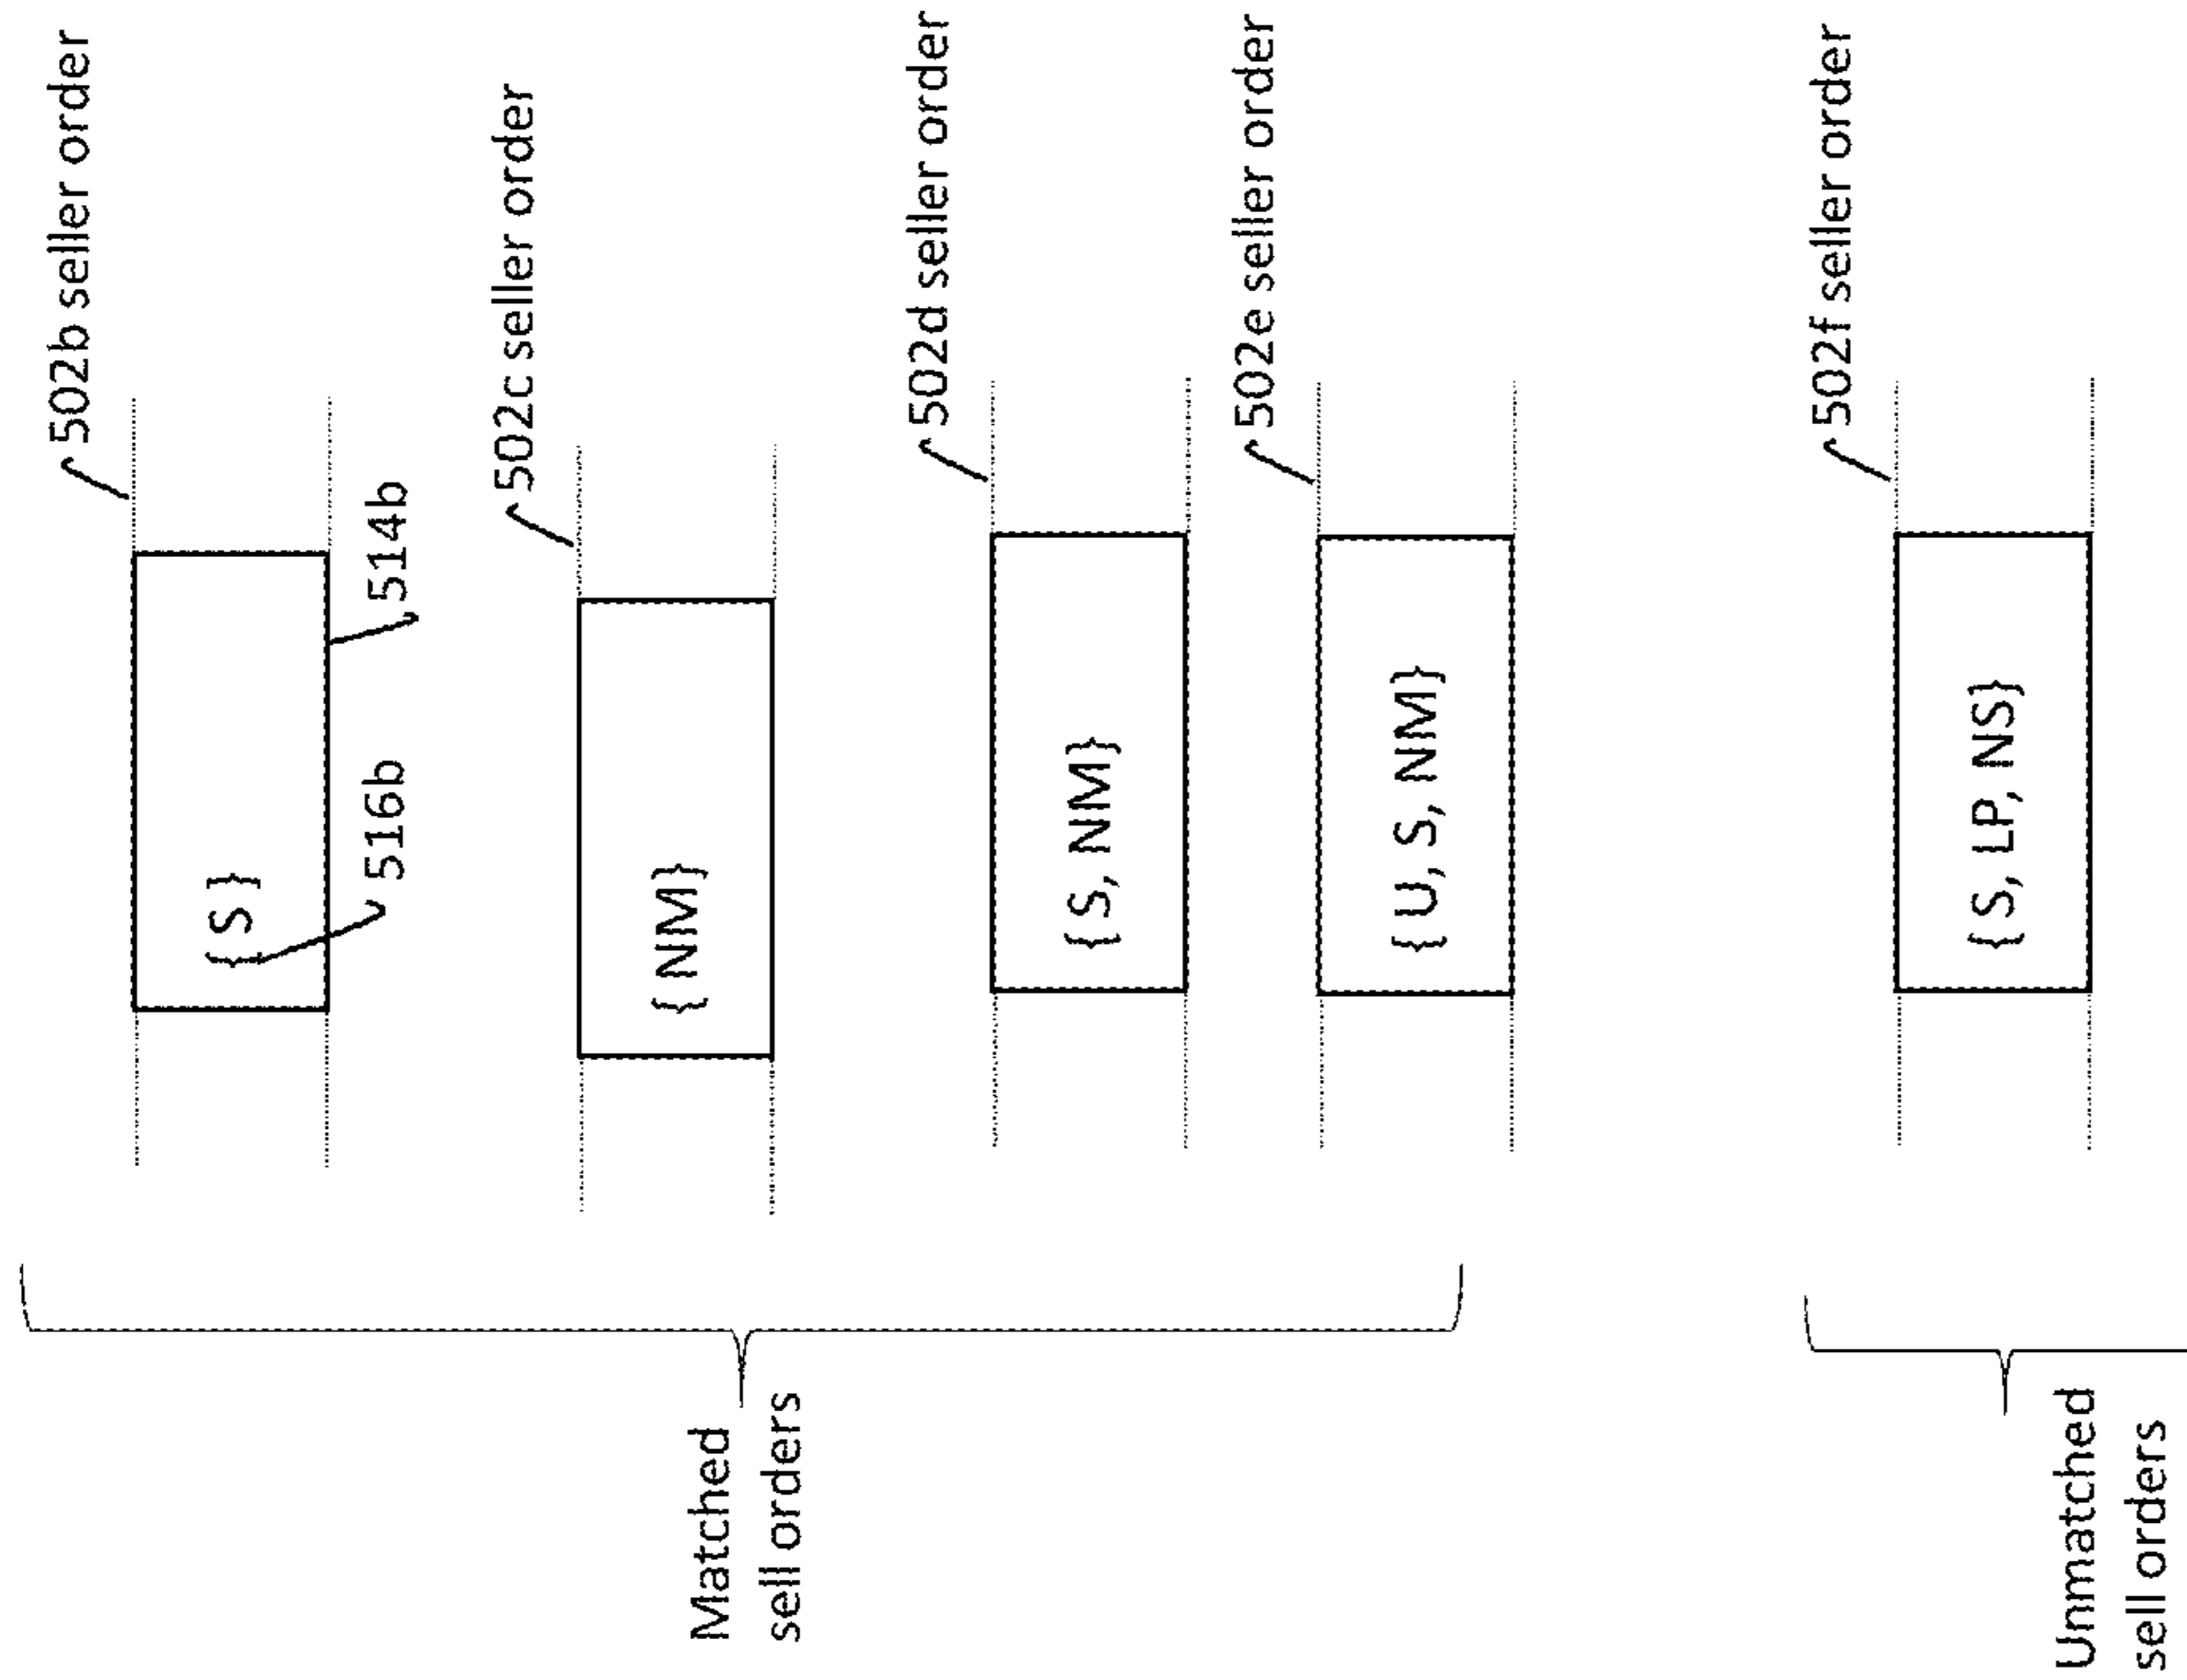 502b seller order
{ S }
516b
514b
502c seller order
{ NM}
Matched
sell orders
502d seller order
{ S, NM}
502e seller order
{ U, S, NM}
502f seller order
{ S, LP, NS}
Unmatched
sell orders